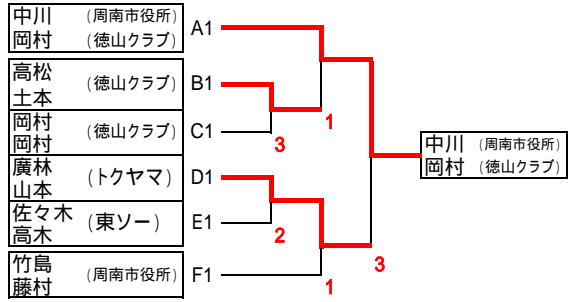 中川 (周南市役所) A1
岡村 (徳山クラブ)
高松 (徳山クラブ) B1
土本
岡村 (徳山クラブ) C1
岡村
3
1
廣林 (トクヤマ) D1
山本
佐々木 (東ソー) E1
高木
2
竹島 (周南市役所) F1
藤村
1
3
中川 (周南市役所)
岡村 (徳山クラブ)